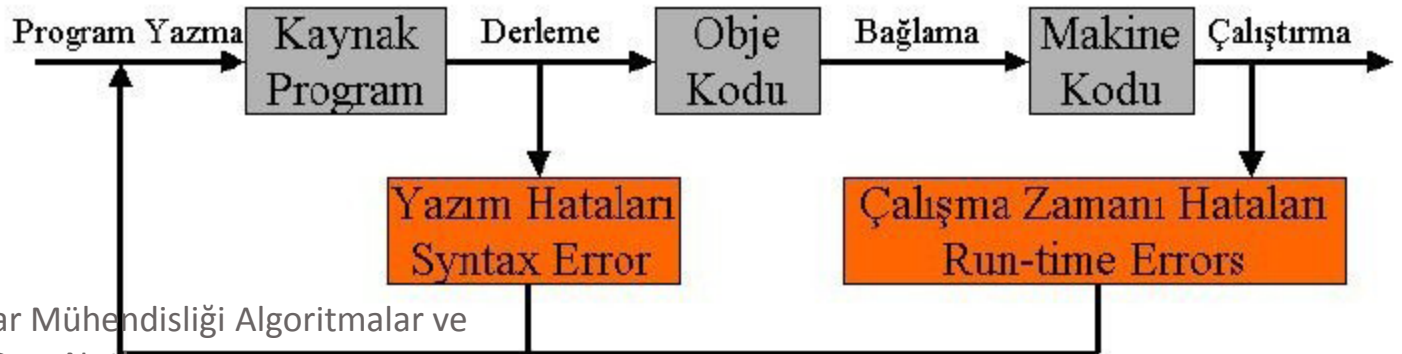 Program Yazma
Kaynak
Program
Derleme
Obje
Kodu
Bağlama
Makine
Kodu
Çalıştırma
Yazım Hataları
Syntax Error
Çalışma Zamanı Hataları
Run-time Errors
Mühendisliği Algoritmalar ve